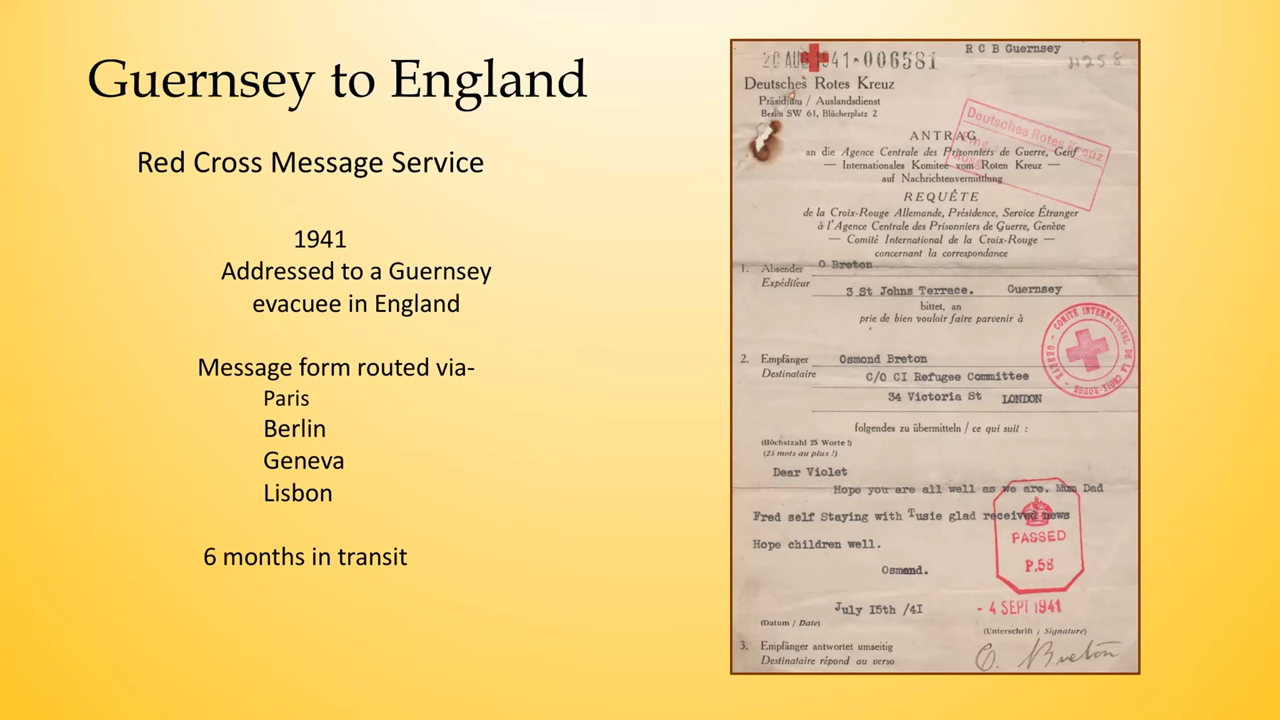 Guernsey to England
Red Cross Message Service
1941
Addressed to a Guernsey
evacuee in England
Message form routed via-
Paris
Berlin
Geneva
Lisbon
6 months in transit
20 AUG 1941*006581
R C B Guernsey
Deutsches Rotes Kreuz
Präsidium / Auslandsdienst
Berlin SW 61, Blücherplatz 2
Deutsches Rotes Kreuz
ANTRAG
an die Agence Centrale des Prisonniers de Guerre, Genf
— Internationales Komitee vom Roten Kreuz —
auf Nachrichtenvermittlung
REQUÊTE
de la Croix-Rouge Allemande, Présidence, Service Étranger
à l'Agence Centrale des Prisonniers de Guerre, Genève
— Comité International de la Croix-Rouge —
concernant la correspondance
1. Absender O Breton
Expéditeur
3 St Johns Terrace. Guernsey
bittet, an
prie de bien vouloir faire parvenir à
COMITÉ INTERNATIONAL DE LA CROIX-ROUGE - GENÈVE -
2. Empfänger Osmond Breton
Destinataire C/O CI Refugee Committee
34 Victoria St LONDON
folgendes zu übermitteln / ce qui suit :
(Höchstzahl 25 Worte !)
(25 mots au plus !)
Dear Violet
Hope you are all well as we are. Mum Dad
Fred self Staying with Tusie glad received news
Hope children well.
Osmond.
PASSED
P.58
July 15th /41
- 4 SEPT 1941
(Datum / Date)
(Unterschrift / Signature)
3. Empfänger antwortet umseitig
Destinataire répond au verso
O. Breton